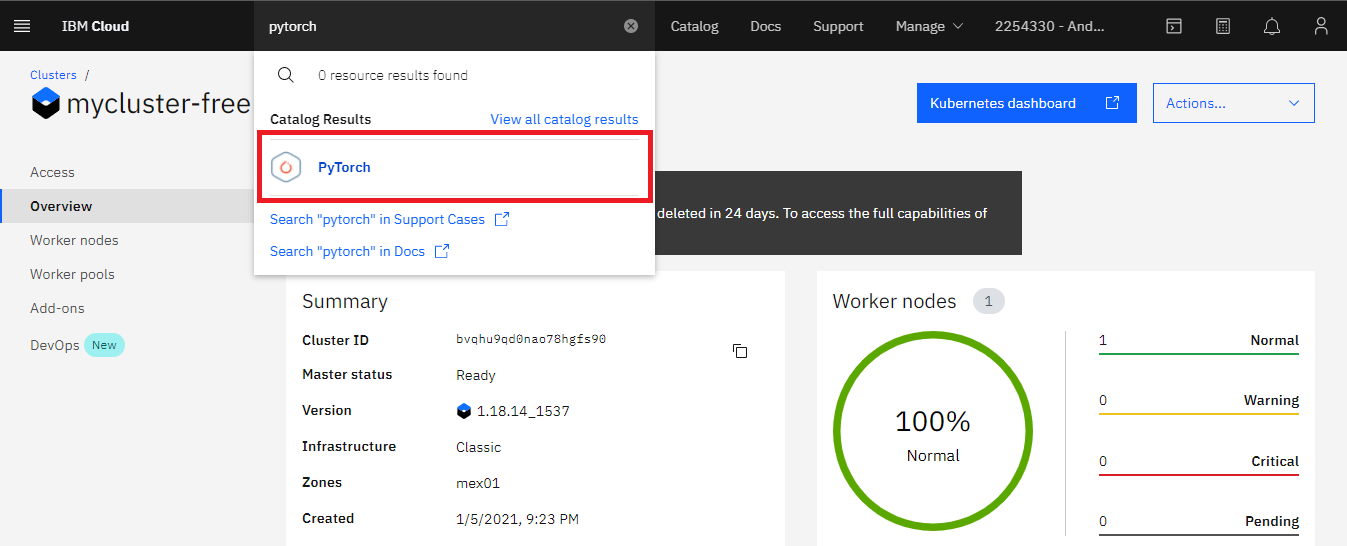 IBM Cloud
pytorch
Catalog
Docs
Support
Manage
2254330 - And...
0 resource results found
Catalog Results
View all catalog results
PyTorch
Search "pytorch" in Support Cases
Search "pytorch" in Docs
Clusters /
mycluster-free
Kubernetes dashboard
Actions...
Access
Overview
Worker nodes
Worker pools
Add-ons
DevOps New
deleted in 24 days. To access the full capabilities of
Summary
Cluster ID bvqhu9qd0nao78hgfs90
Master status Ready
Version 1.18.14_1537
Infrastructure Classic
Zones mex01
Created 1/5/2021, 9:23 PM
Worker nodes 1
100%
Normal
1 Normal
0 Warning
0 Critical
0 Pending